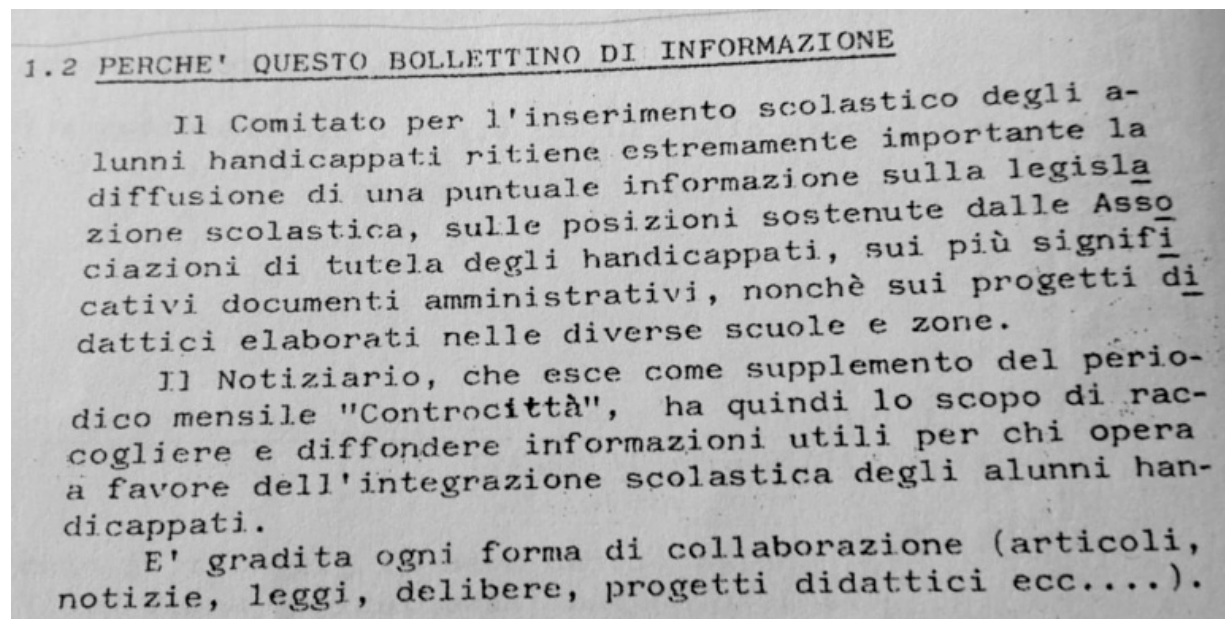 1.2 PERCHE' QUESTO BOLLETTINO DI INFORMAZIONE
Il Comitato per l'inserimento scolastico degli a-
lunni handicappati ritiene estremamente importante la
diffusione di una puntuale informazione sulla legisla
zione scolastica, sulle posizioni sostenute dalle Asso
ciazioni di tutela degli handicappati, sui più signifi
cativi documenti amministrativi, nonchè sui progetti di
dattici elaborati nelle diverse scuole e zone.
Il Notiziario, che esce come supplemento del perio-
dico mensile "Controcittà", ha quindi lo scopo di rac-
cogliere e diffondere informazioni utili per chi opera
a favore dell'integrazione scolastica degli alunni han-
dicappati.
E' gradita ogni forma di collaborazione (articoli,
notizie, leggi, delibere, progetti didattici ecc....).